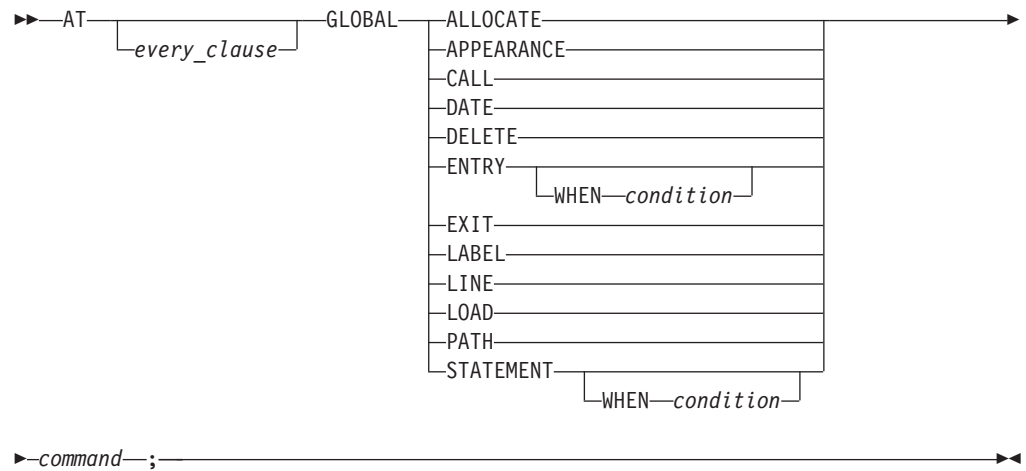 AT GLOBAL ALLOCATE
every_clause APPEARANCE
CALL
DATE
DELETE
ENTRY
WHEN condition
EXIT
LABEL
LINE
LOAD
PATH
STATEMENT
WHEN condition
command ;